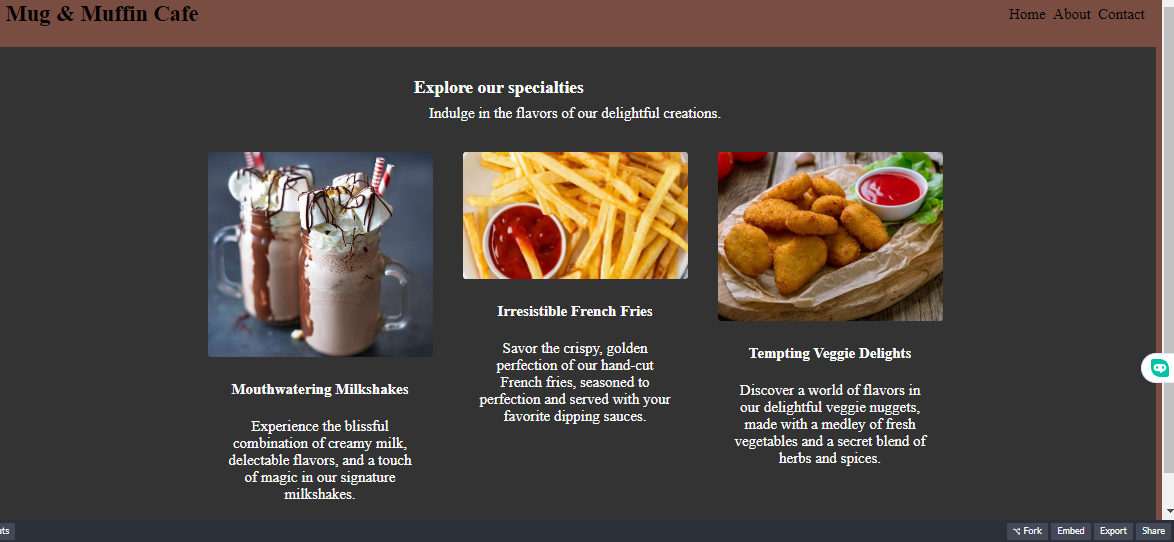 Mug & Muffin Cafe
Home About Contact
Explore our specialties
Indulge in the flavors of our delightful creations.
Mouthwatering Milkshakes
Experience the blissful
combination of creamy milk,
delectable flavors, and a touch
of magic in our signature
milkshakes.
Irresistible French Fries
Savor the crispy, golden
perfection of our hand-cut
French fries, seasoned to
perfection and served with your
favorite dipping sauces.
Tempting Veggie Delights
Discover a world of flavors in
our delightful veggie nuggets,
made with a medley of fresh
vegetables and a secret blend of
herbs and spices.
Fork Embed Export Share